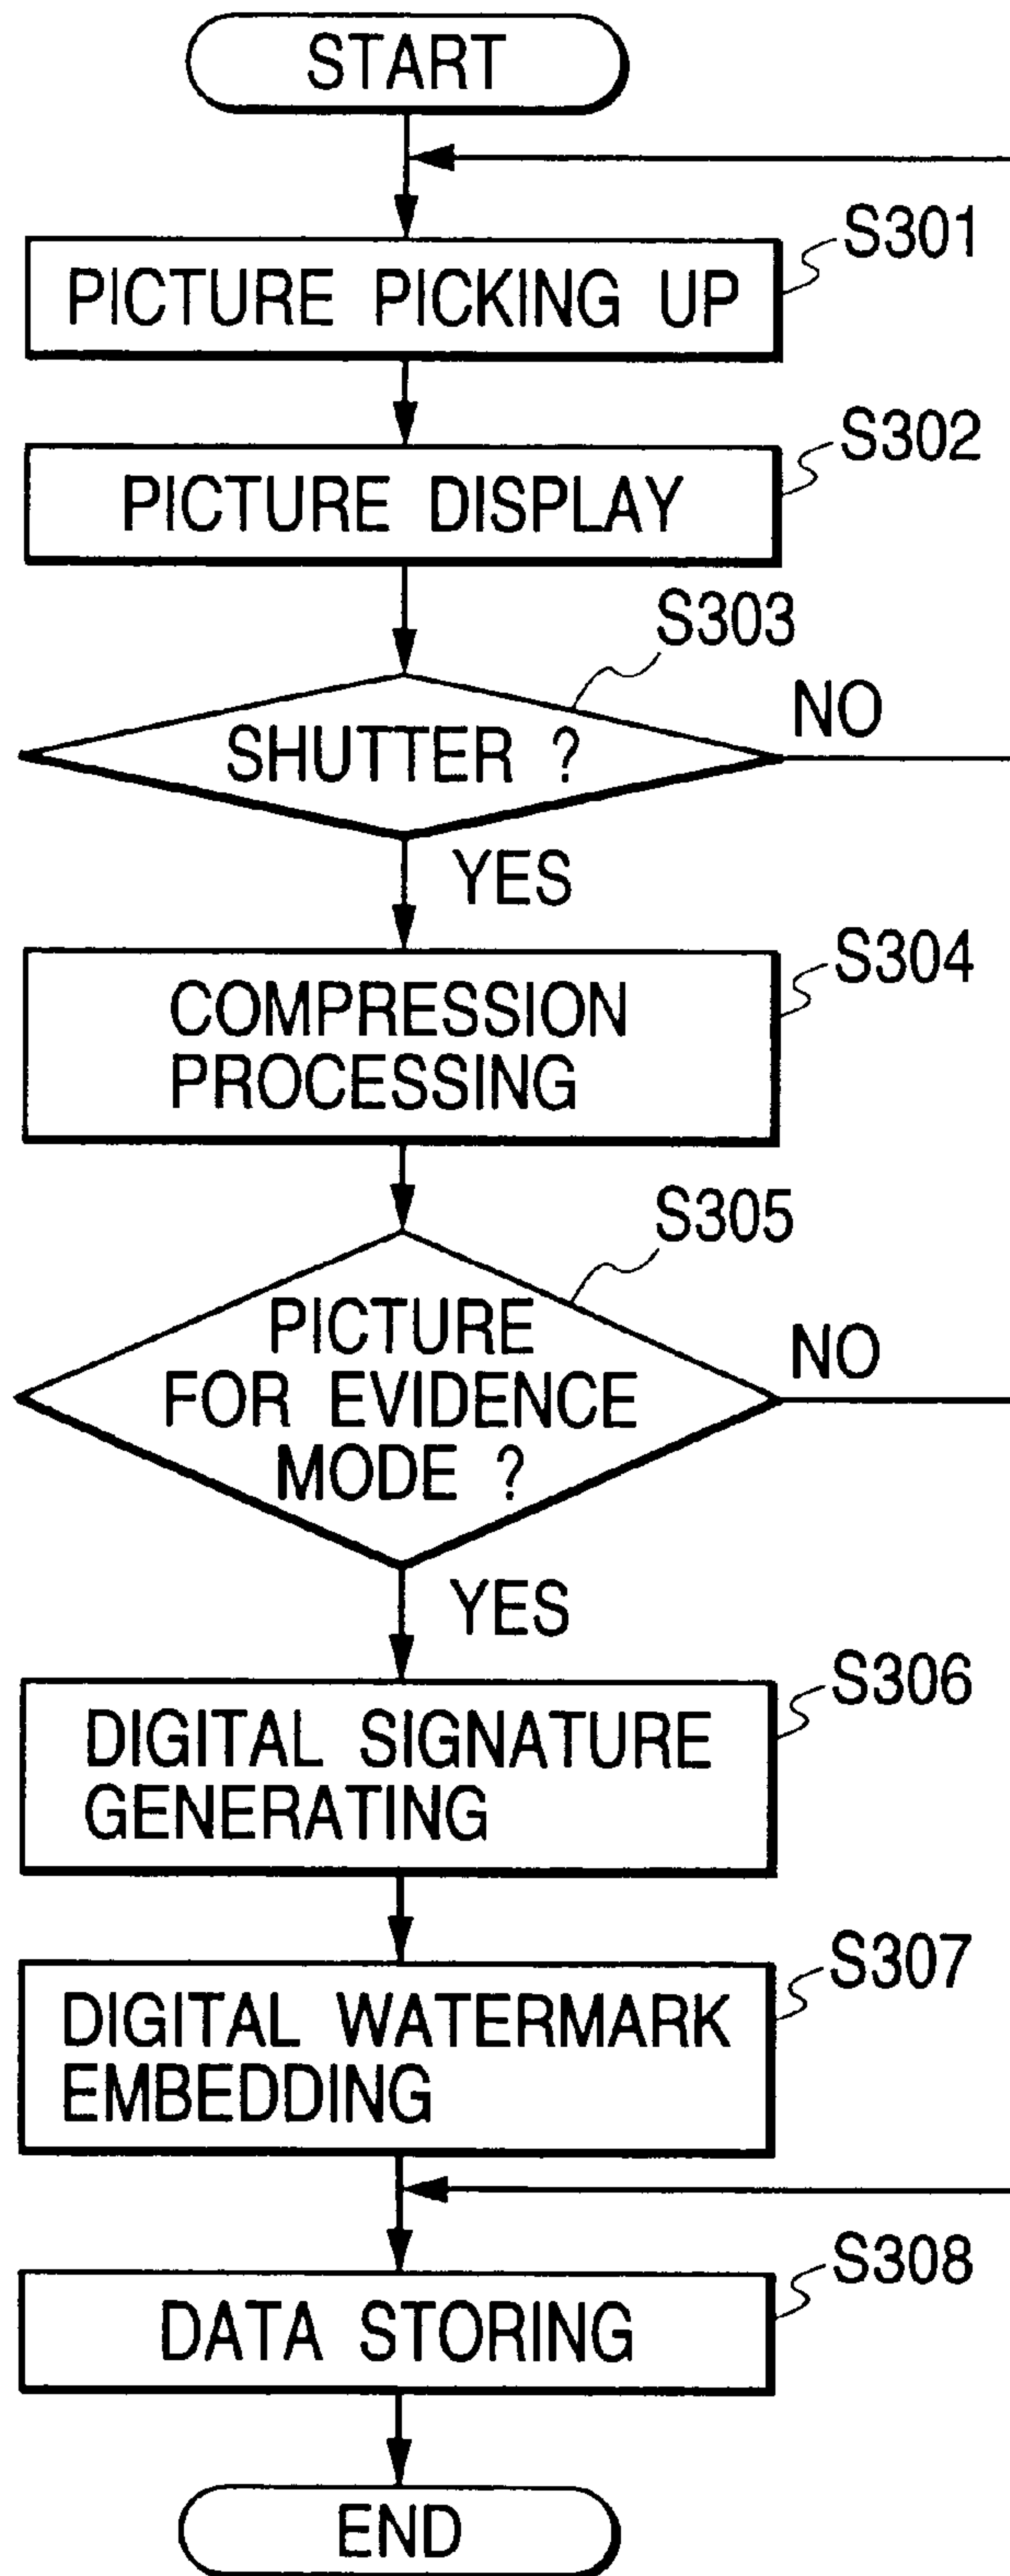 START
S301
PICTURE PICKING UP
S302
PICTURE DISPLAY
S303
SHUTTER ?
NO
YES
S304
COMPRESSION
PROCESSING
S305
PICTURE
FOR EVIDENCE
MODE ?
NO
YES
S306
DIGITAL SIGNATURE
GENERATING
S307
DIGITAL WATERMARK
EMBEDDING
S308
DATA STORING
END